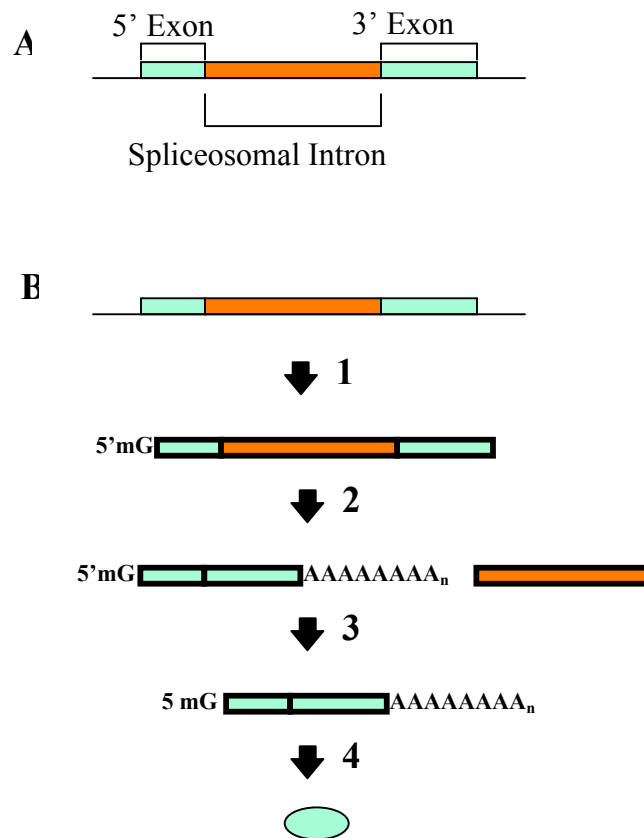 5’ Exon 3’ Exon
A
Spliceosomal Intron
B
1
5’mG
2
5’mG AAAAAAAAn
3
5 mG AAAAAAAAn
4